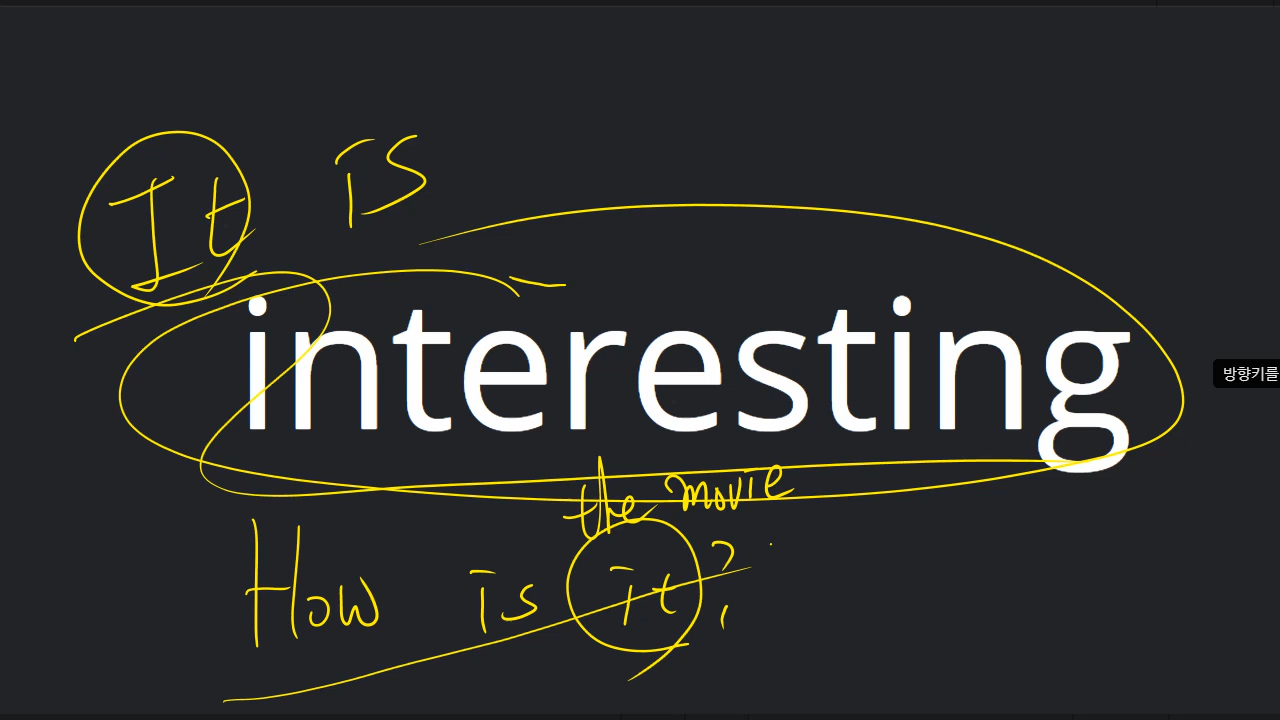 It is
interesting
방향키를
the movie
How is it?